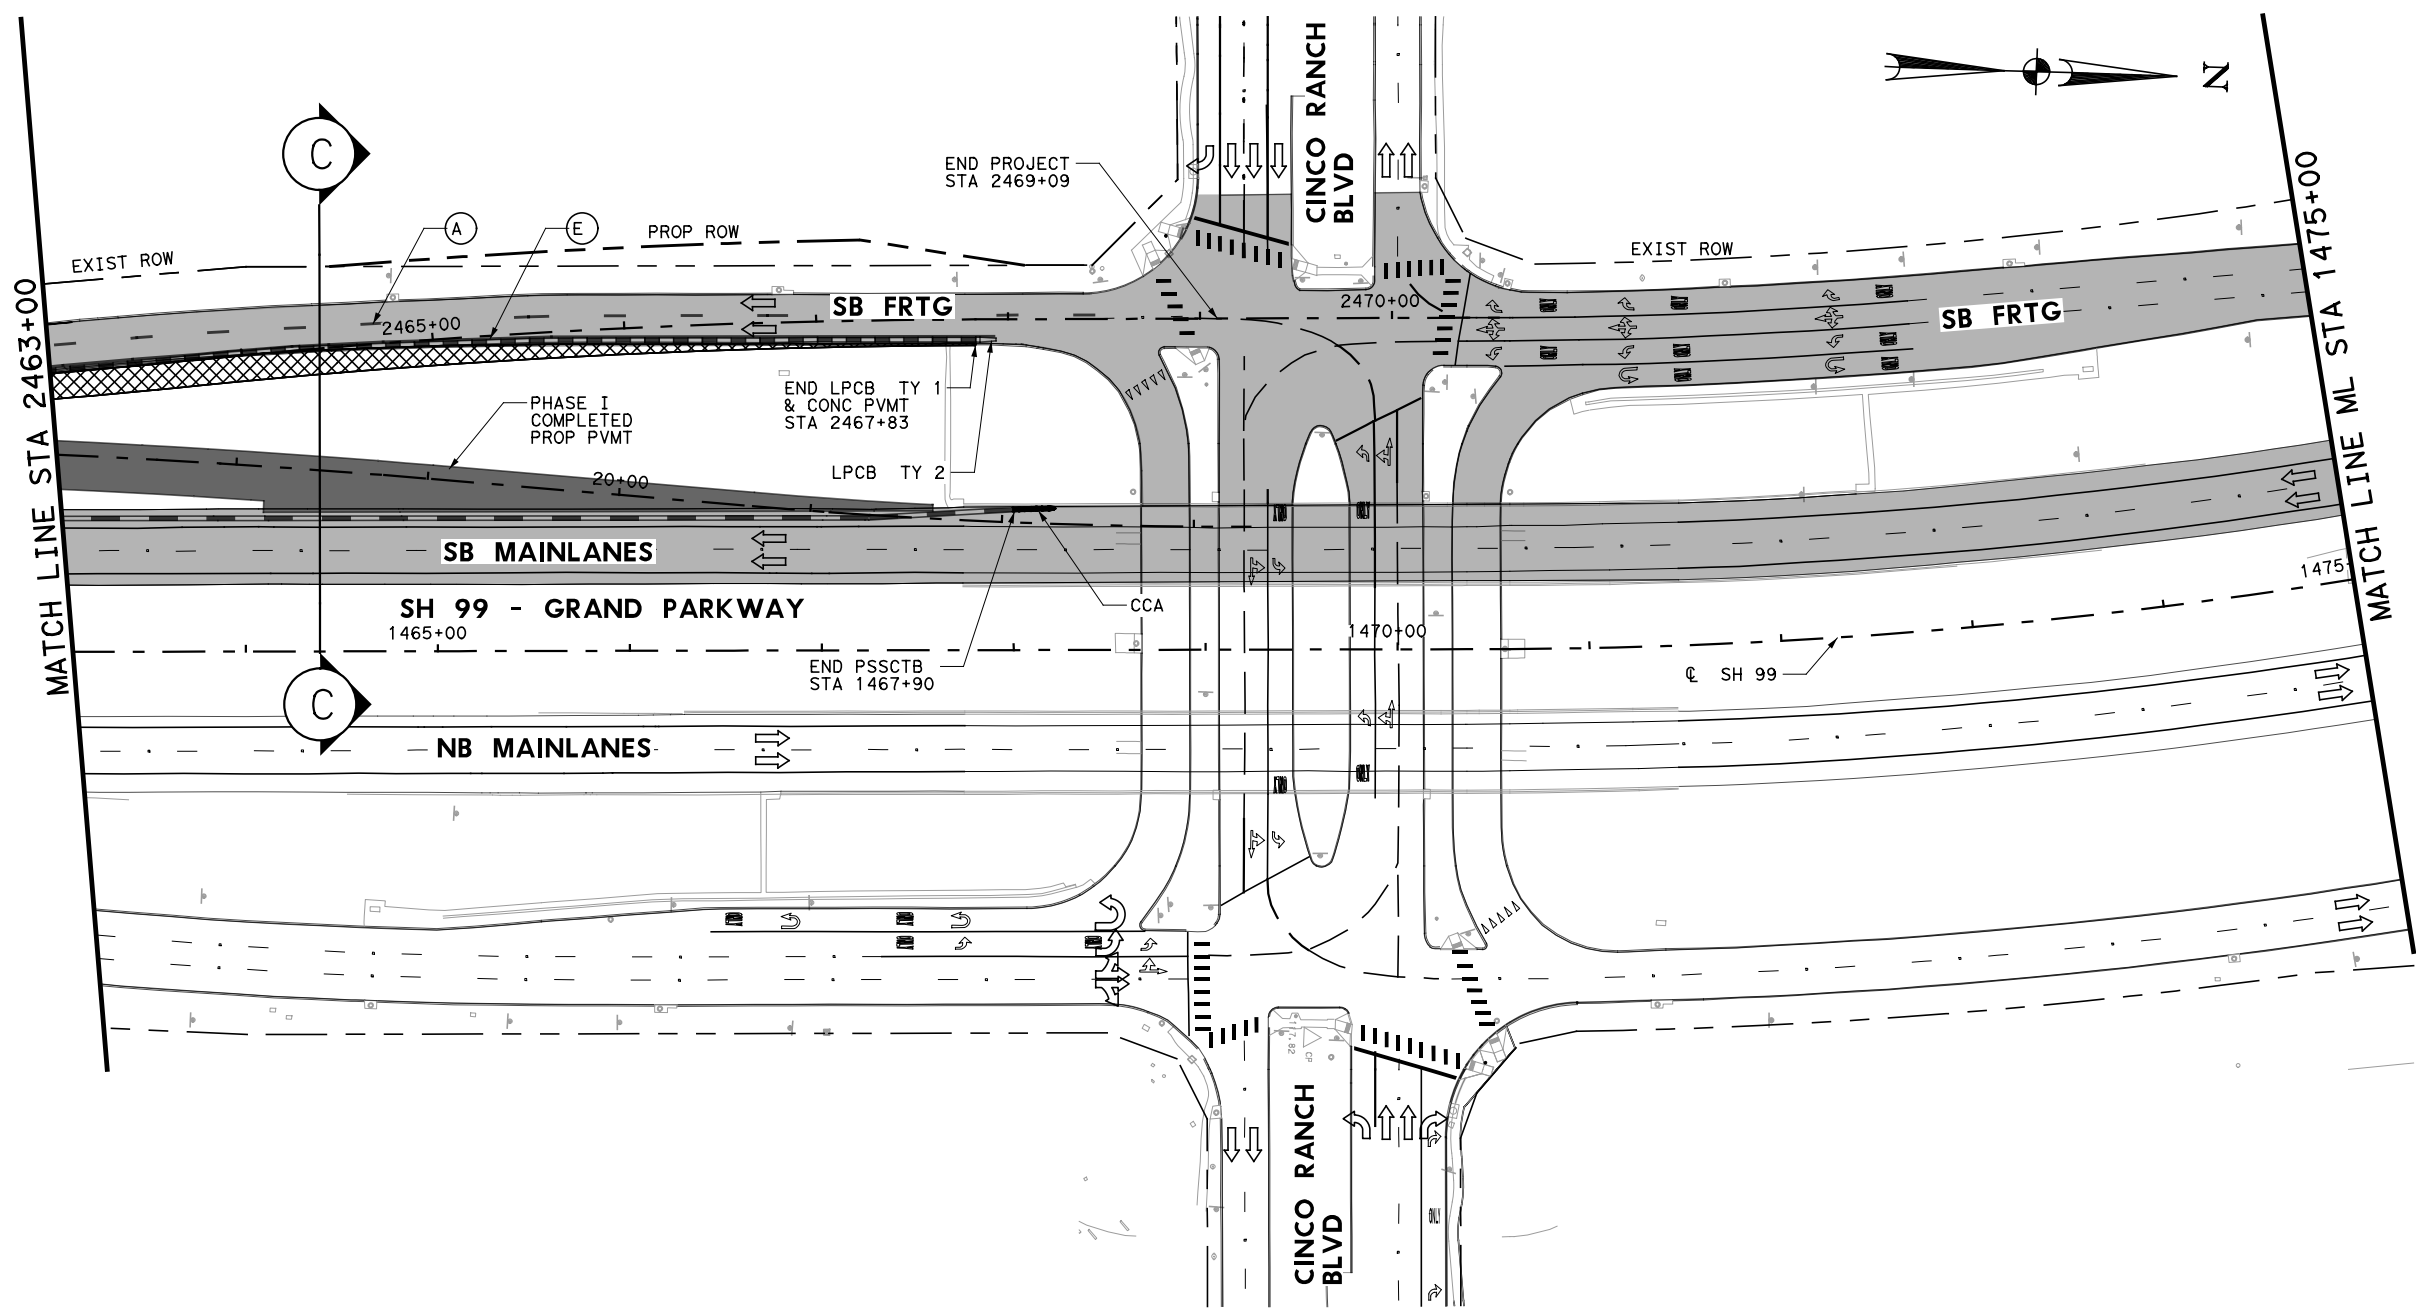 CINCO RANCH
BLVD
N
C
END PROJECT
STA 2469+09
A
E
PROP ROW
EXIST ROW
EXIST ROW
MATCH LINE STA 2463+00
MATCH LINE ML STA 1475+00
2465+00
SB FRTG
2470+00
SB FRTG
END LPCB TY 1
& CONC PVMT
STA 2467+83
PHASE I
COMPLETED
PROP PVMT
LPCB TY 2
20+00
SB MAINLANES
SH 99 - GRAND PARKWAY
1465+00
CCA
1470+00
1475+
END PSSCTB
STA 1467+90
℄ SH 99
C
NB MAINLANES
CP
CINCO RANCH
BLVD
ONLY